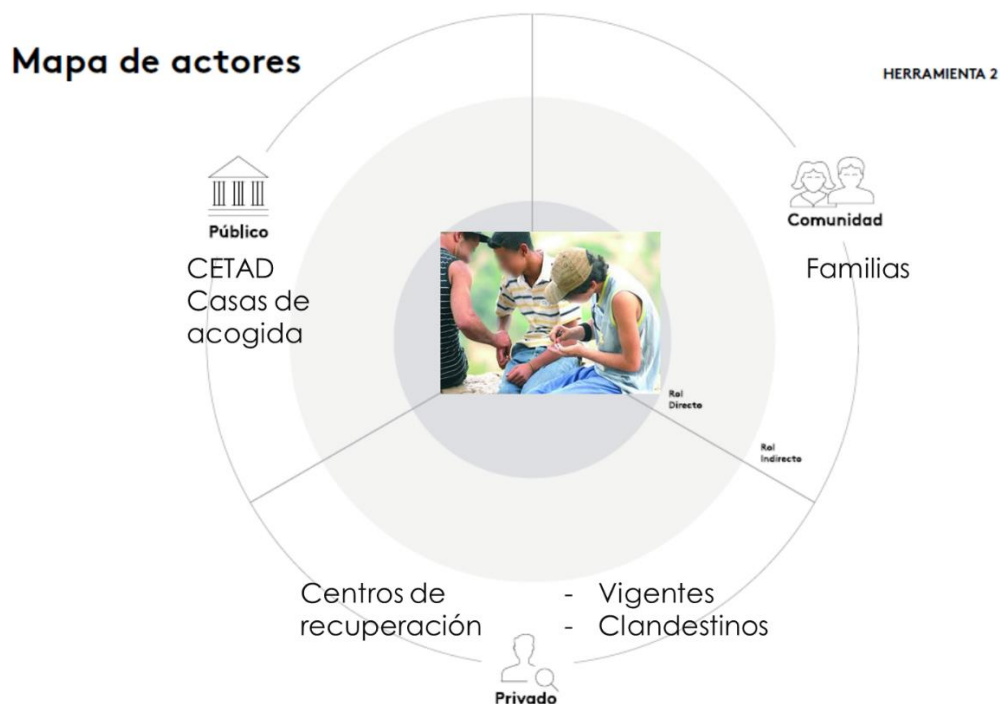 Mapa de actores
HERRAMIENTA 2
Público
CETAD
Casas de
acogida
Comunidad
Familias
Rol
Directo
Rol
Indirecto
Centros de
recuperación
- Vigentes
- Clandestinos
Privado